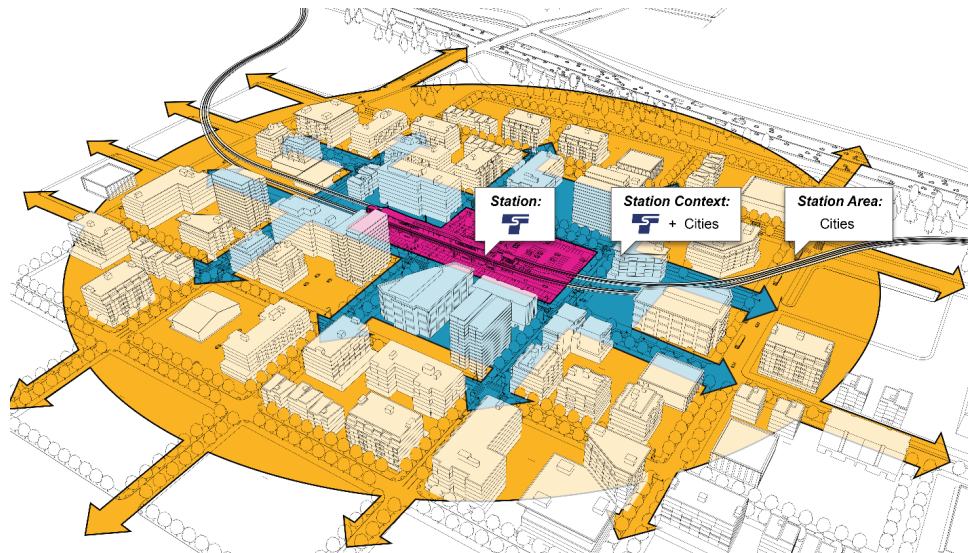 Station:
Station Context:
+ Cities
Station Area:
Cities